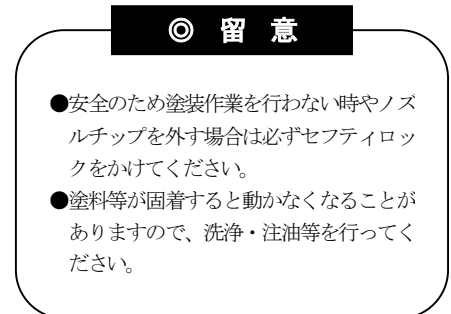 ◎ 留 意
●安全のため塗装作業を行わない時やノズ
ルチップを外す場合は必ずセフティロッ
クをかけてください。
●塗料等が固着すると動かなくなることが
ありますので、洗浄・注油等を行ってく
ださい。